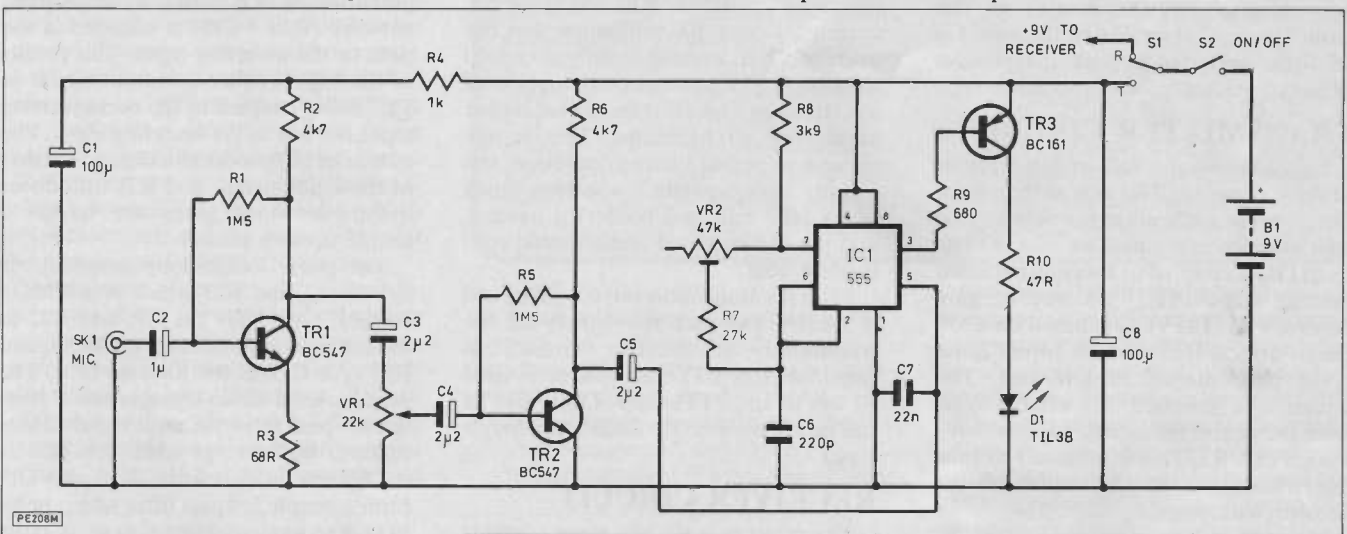 +9V TO
RECEIVER
S1
S2
ON/OFF
R
T
R4
1k
R2
4k7
R6
4k7
R8
3k9
TR3
BC161
C1
100µ
R1
1M5
R9
680
VR2
47k
4
8
7
3
IC1
555
6
5
2
1
B1
9V
+
R10
47R
R5
1M5
R7
27k
C2
1µ
SK1
MIC
TR1
BC547
C3
2µ2
C5
2µ2
C7
22n
C8
100µ
VR1
22k
C4
2µ2
C6
220p
D1
TIL38
R3
68R
TR2
BC547
PE208M